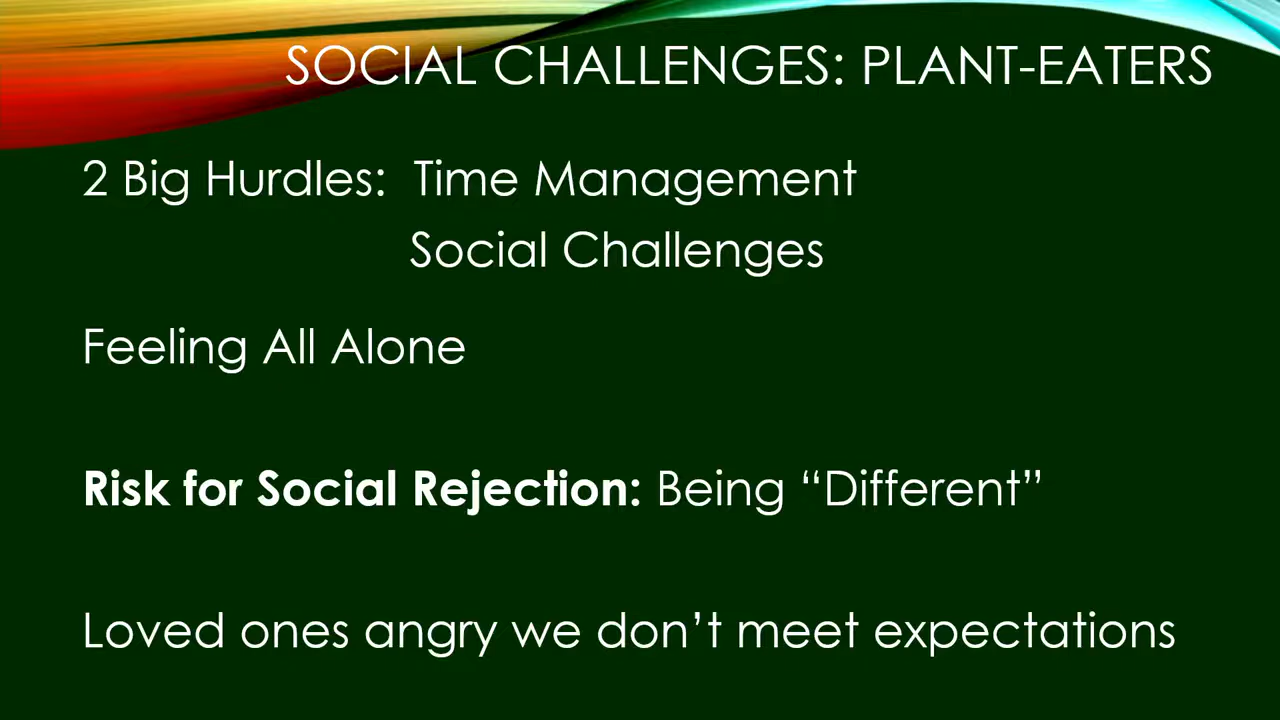 SOCIAL CHALLENGES: PLANT-EATERS
2 Big Hurdles: Time Management
Social Challenges
Feeling All Alone
Risk for Social Rejection: Being “Different”
Loved ones angry we don’t meet expectations